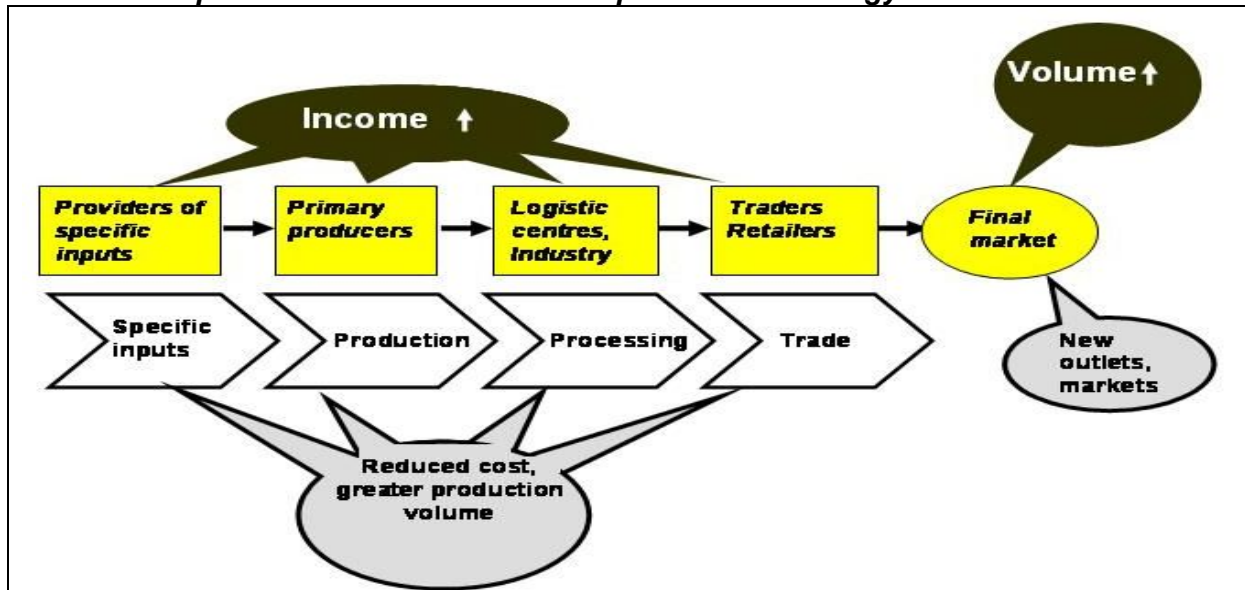 Volume ↑
Income ↑
Providers of
specific
inputs
Primary
producers
Logistic
centres,
Industry
Traders
Retailers
Final
market
Specific
inputs
Production
Processing
Trade
New
outlets,
markets
Reduced cost,
greater production
volume